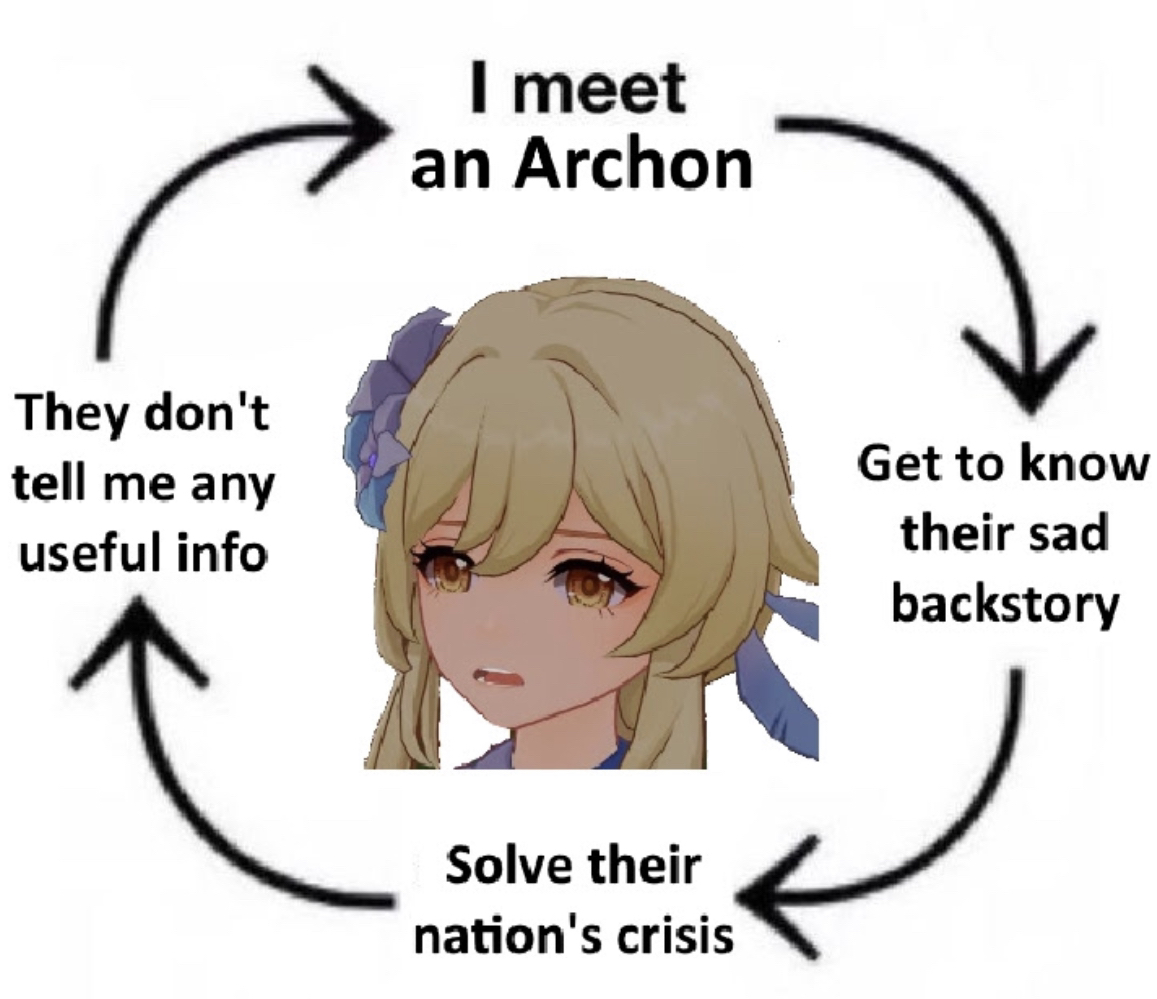 I meet
an Archon
Get to know
their sad
backstory
Solve their
nation's crisis
They don't
tell me any
useful info